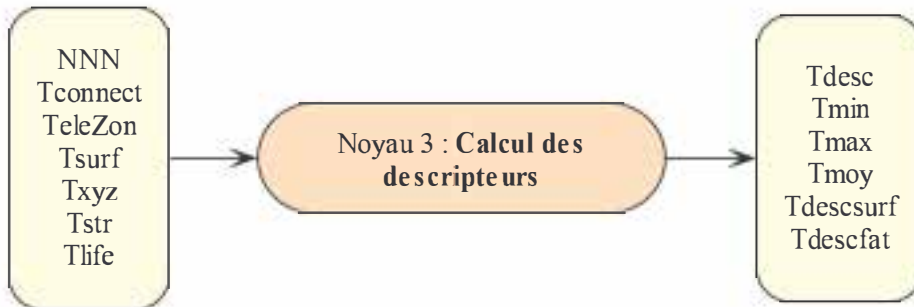 NNN
Tconnect
TeleZon
Tsurf
Txyz
Tstr
Tlife
Noyau 3 : Calcul des
descripteurs
Tdesc
Tmin
Tmax
Tmoy
Tdescsurf
Tdescfat